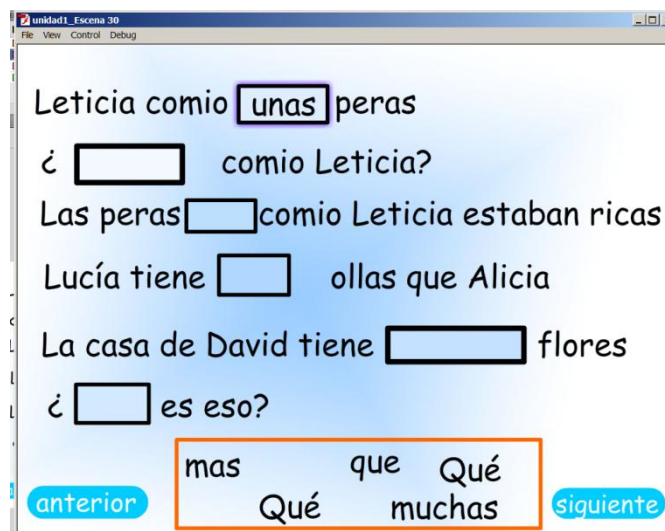 unidad1_Escena 30
File View Control Debug
Leticia comio unas peras
¿ comio Leticia?
Las peras comio Leticia estaban ricas
Lucía tiene ollas que Alicia
La casa de David tiene flores
¿ es eso?
mas que Qué
Qué muchas
anterior siguiente